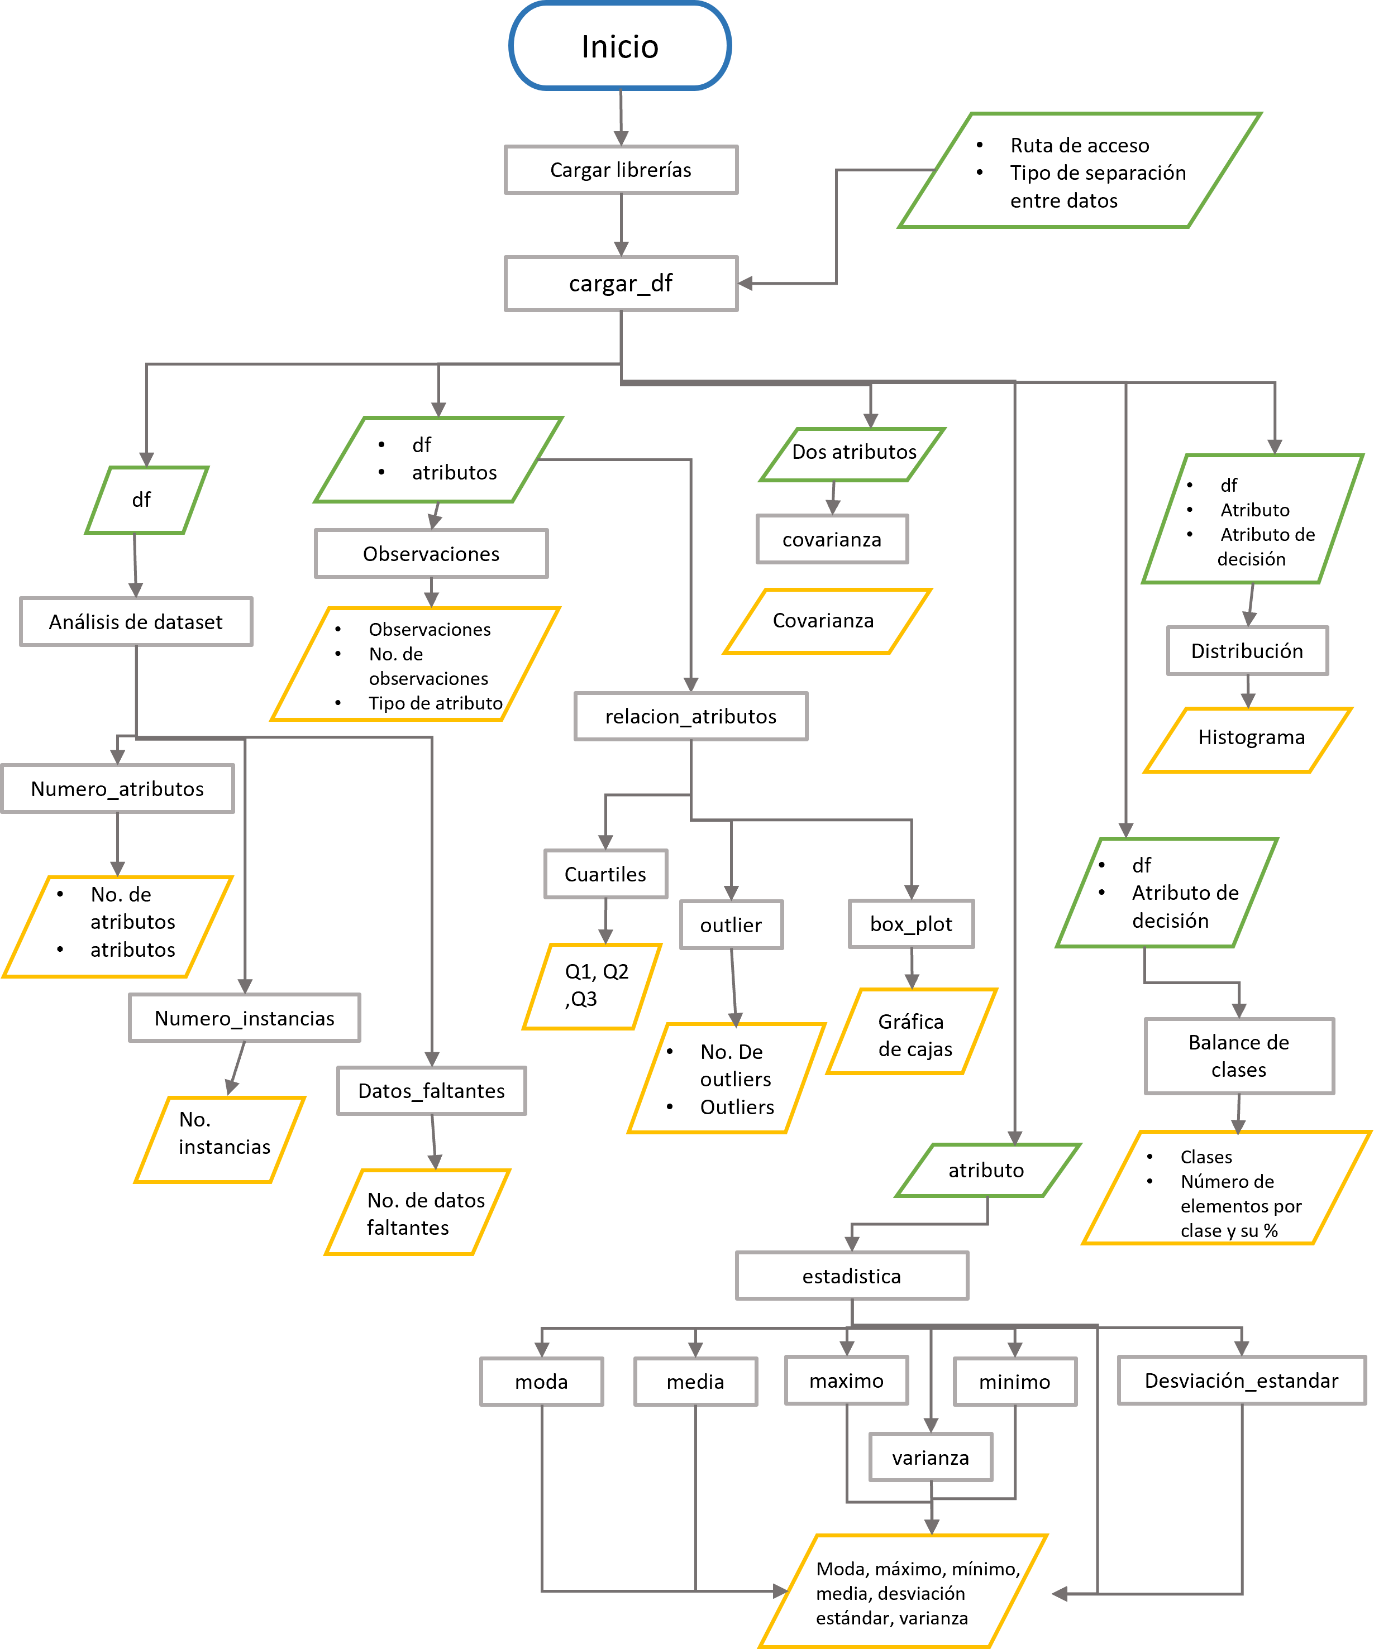 Inicio
Cargar librerías
• Ruta de acceso
• Tipo de separación
entre datos
cargar_df
df
• df
• atributos
Dos atributos
• df
• Atributo
• Atributo de
decisión
Observaciones
covarianza
Análisis de dataset
• Observaciones
• No. de
observaciones
• Tipo de atributo
Covarianza
Distribución
relacion_atributos
Histograma
Numero_atributos
• No. de
atributos
• atributos
Cuartiles
outlier
box_plot
• df
• Atributo de
decisión
Q1, Q2
,Q3
Numero_instancias
• No. De
outliers
• Outliers
Gráfica
de cajas
Balance de
clases
Datos_faltantes
No.
instancias
No. de datos
faltantes
atributo
• Clases
• Número de
elementos por
clase y su %
estadistica
moda
media
maximo
minimo
Desviación_estandar
varianza
Moda, máximo, mínimo,
media, desviación
estándar, varianza